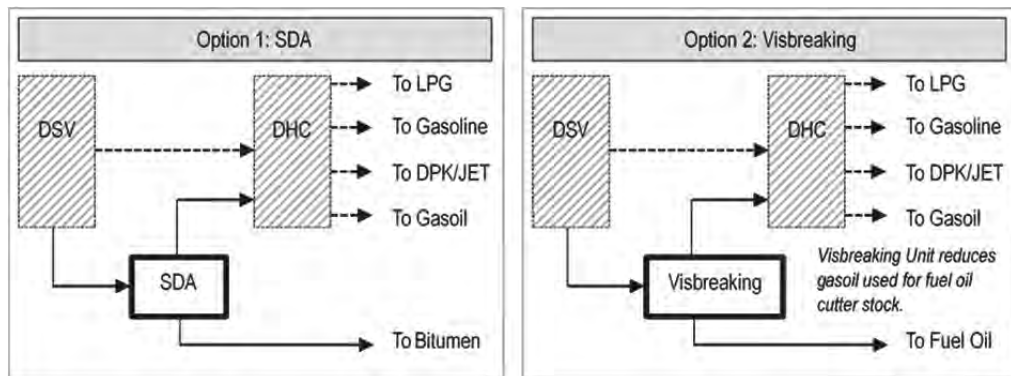 Option 1: SDA
DSV
DHC
To LPG
To Gasoline
To DPK/JET
To Gasoil
SDA
To Bitumen
Option 2: Visbreaking
DSV
DHC
To LPG
To Gasoline
To DPK/JET
To Gasoil
Visbreaking Unit reduces
gasoil used for fuel oil
cutter stock.
Visbreaking
To Fuel Oil